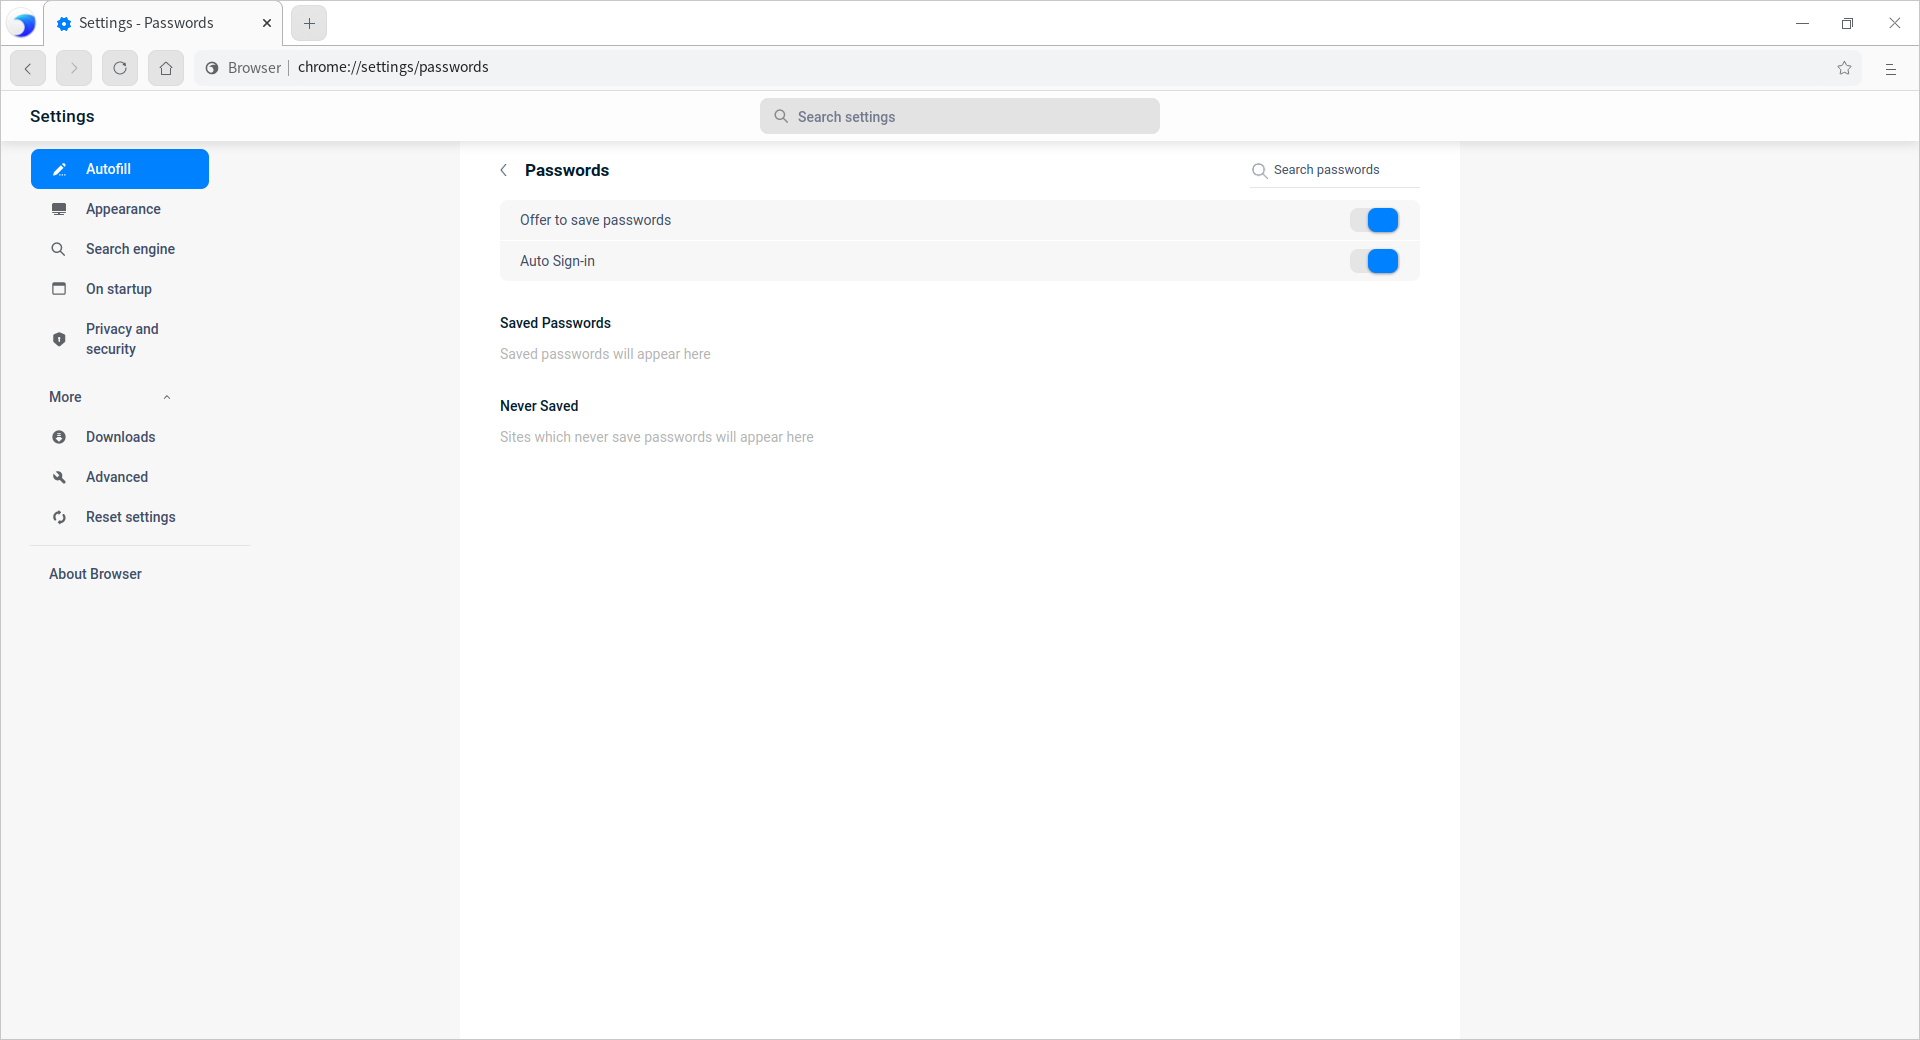 Settings - Passwords
Browser
chrome://settings/passwords
Settings
Search settings
Autofill
Appearance
Search engine
On startup
Privacy and
security
More
Downloads
Advanced
Reset settings
About Browser
Passwords
Search passwords
Offer to save passwords
Auto Sign-in
Saved Passwords
Saved passwords will appear here
Never Saved
Sites which never save passwords will appear here